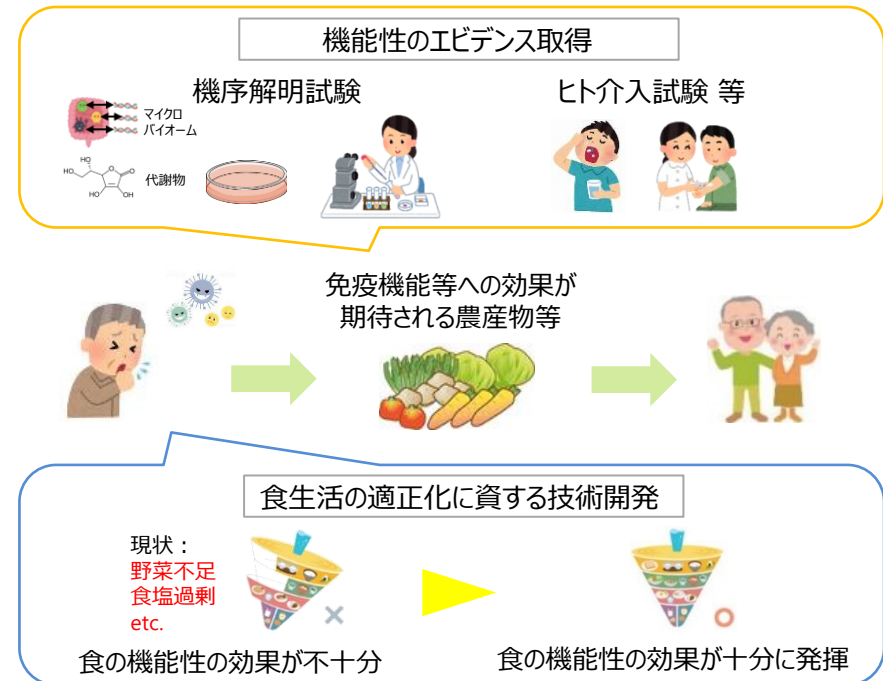 機能性のエビデンス取得
機序解明試験
ヒト介入試験 等
マイクロ
バイオーム
HO
HO
O
O
HO
OH
代謝物
免疫機能等への効果が
期待される農産物等
食生活の適正化に資する技術開発
現状：
野菜不足
食塩過剰
etc.
食の機能性の効果が不十分
食の機能性の効果が十分に発揮